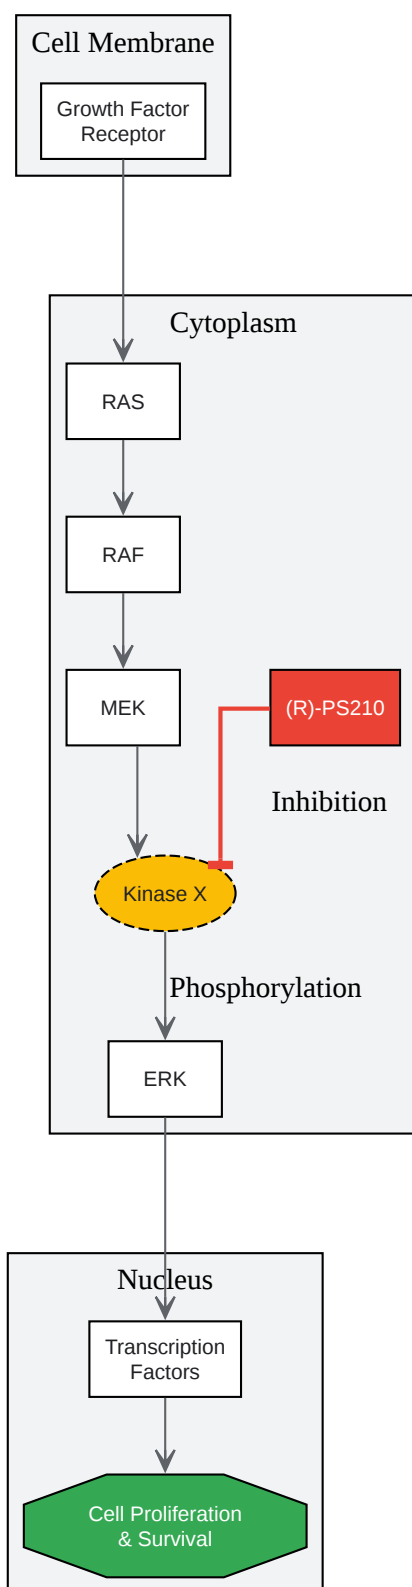 Cell Membrane
Growth Factor
Receptor
Cytoplasm
RAS
RAF
MEK
(R)-PS210
Inhibition
Kinase X
Phosphorylation
ERK
Nucleus
Transcription
Factors
Cell Proliferation
& Survival